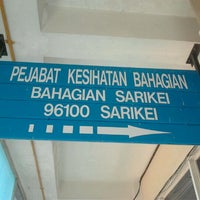 PEJABAT KESIHATAN BAHAGIAN
BAHAGIAN SARIKEI
96100 SARIKEI